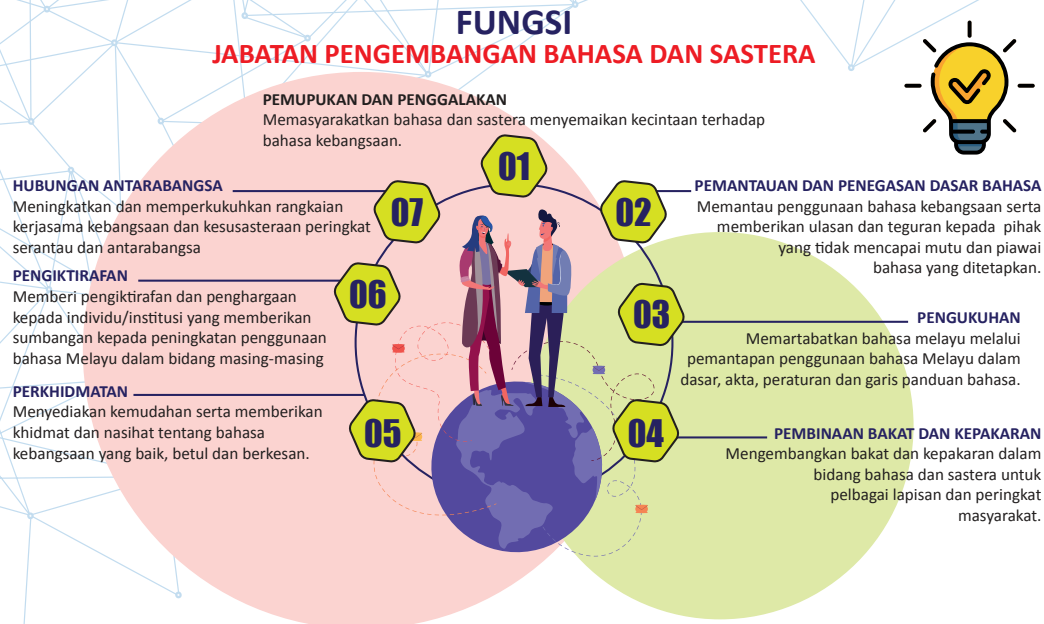 FUNGSI
JABATAN PENGEMBANGAN BAHASA DAN SASTERA
PEMUPUKAN DAN PENGGALAKAN
Memasyarakatkan bahasa dan sastera menyemaikan kecintaan terhadap
bahasa kebangsaan.
01
02
PEMANTAUAN DAN PENEGASAN DASAR BAHASA
Memantau penggunaan bahasa kebangsaan serta
memberikan ulasan dan teguran kepada pihak
yang tidak mencapai mutu dan piawai
bahasa yang ditetapkan.
03
PENGUKUHAN
Memartabatkan bahasa melayu melalui
pemantapan penggunaan bahasa Melayu dalam
dasar, akta, peraturan dan garis panduan bahasa.
04
PEMBINAAN BAKAT DAN KEPAKARAN
Mengembangkan bakat dan kepakaran dalam
bidang bahasa dan sastera untuk
pelbagai lapisan dan peringkat
masyarakat.
05
PERKHIDMATAN
Menyediakan kemudahan serta memberikan
khidmat dan nasihat tentang bahasa
kebangsaan yang baik, betul dan berkesan.
06
PENGIKTIRAFAN
Memberi pengiktirafan dan penghargaan
kepada individu/institusi yang memberikan
sumbangan kepada peningkatan penggunaan
bahasa Melayu dalam bidang masing-masing
07
HUBUNGAN ANTARABANGSA
Meningkatkan dan memperkukuhkan rangkaian
kerjasama kebangsaan dan kesusasteraan peringkat
serantau dan antarabangsa